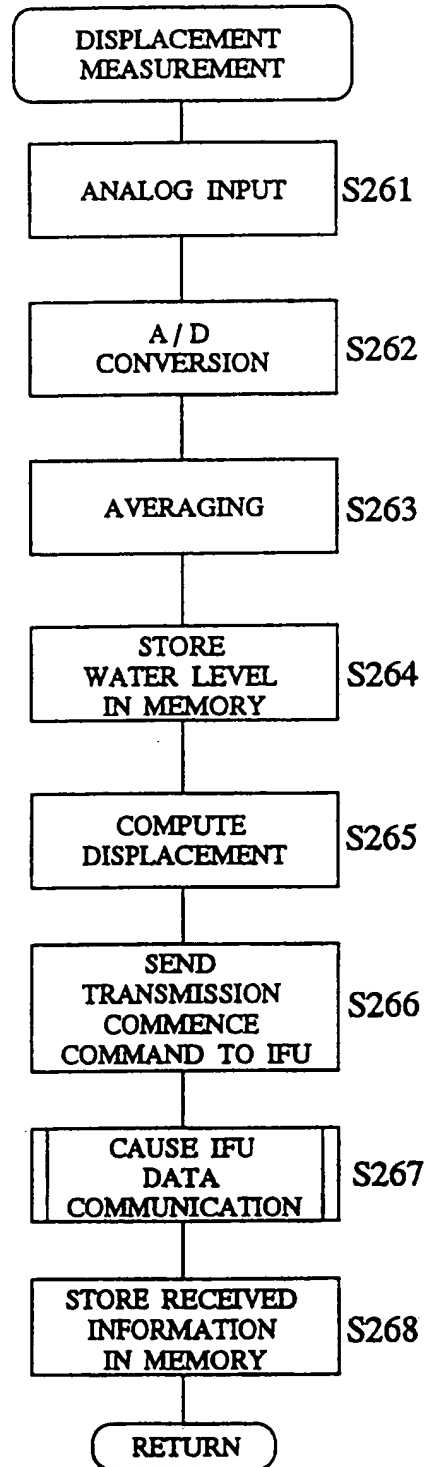 DISPLACEMENT
MEASUREMENT
ANALOG INPUT
S261
A / D
CONVERSION
S262
AVERAGING
S263
STORE
WATER LEVEL
IN MEMORY
S264
COMPUTE
DISPLACEMENT
S265
SEND
TRANSMISSION
COMMENCE
COMMAND TO IFU
S266
CAUSE IFU
DATA
COMMUNICATION
S267
STORE RECEIVED
INFORMATION
IN MEMORY
S268
RETURN